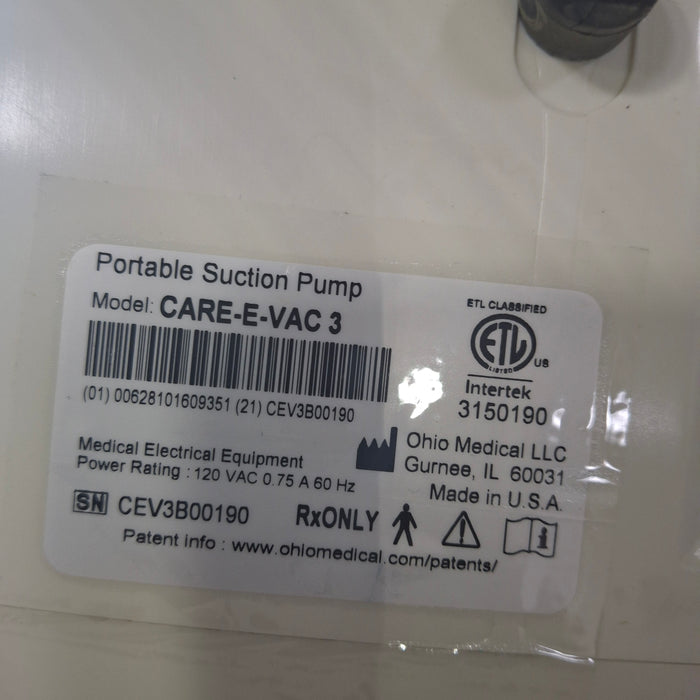 Portable Suction Pump
Model: CARE-E-VAC 3
(01) 00628101609351 (21) CEV3B00190
Medical Electrical Equipment
Power Rating : 120 VAC 0.75 A 60 Hz
SN CEV3B00190
ETL CLASSIFIED
ETL US
LISTED
Intertek
3150190
Ohio Medical LLC
Gurnee, IL 60031
Made in U.S.A.
RxONLY
Patent info : www.ohiomedical.com/patents/